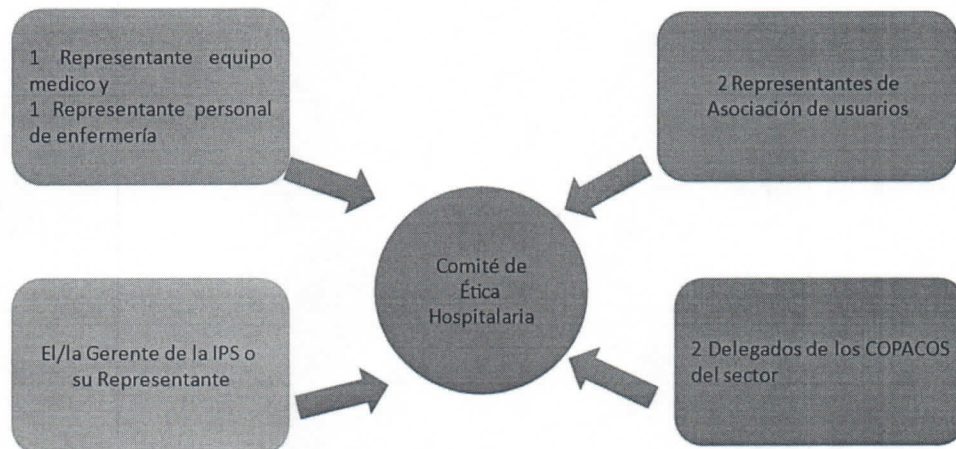 1 Representante equipo
medico y
1 Representante personal
de enfermería
2 Representantes de
Asociación de usuarios
Comité de
Ética
Hospitalaria
El/la Gerente de la IPS o
su Representante
2 Delegados de los COPACOS
del sector